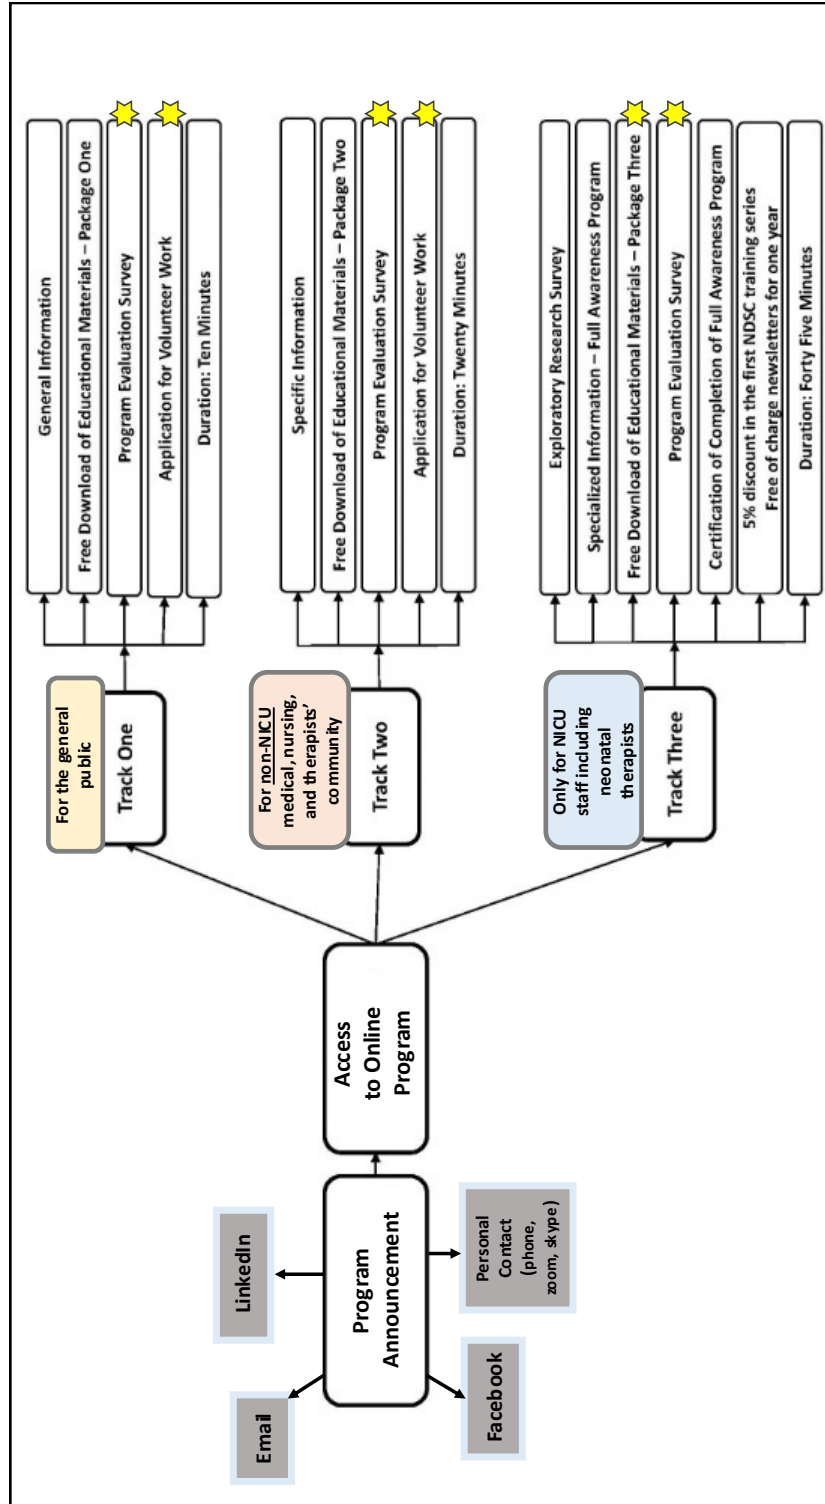 Email
LinkedIn
Program
Announcement
Facebook
Personal
Contact
(phone,
zoom, skype)
Access
to Online
Program
For the general
public
Track One
General Information
Free Download of Educational Materials – Package One
Program Evaluation Survey
Application for Volunteer Work
Duration: Ten Minutes
For non-NICU
medical, nursing,
and therapists’
community
Track Two
Specific Information
Free Download of Educational Materials – Package Two
Program Evaluation Survey
Application for Volunteer Work
Duration: Twenty Minutes
Only for NICU
staff including
neonatal
therapists
Track Three
Exploratory Research Survey
Specialized Information – Full Awareness Program
Free Download of Educational Materials – Package Three
Program Evaluation Survey
Certification of Completion of Full Awareness Program
5% discount in the first NDSC training series
Free of charge newsletters for one year
Duration: Forty Five Minutes